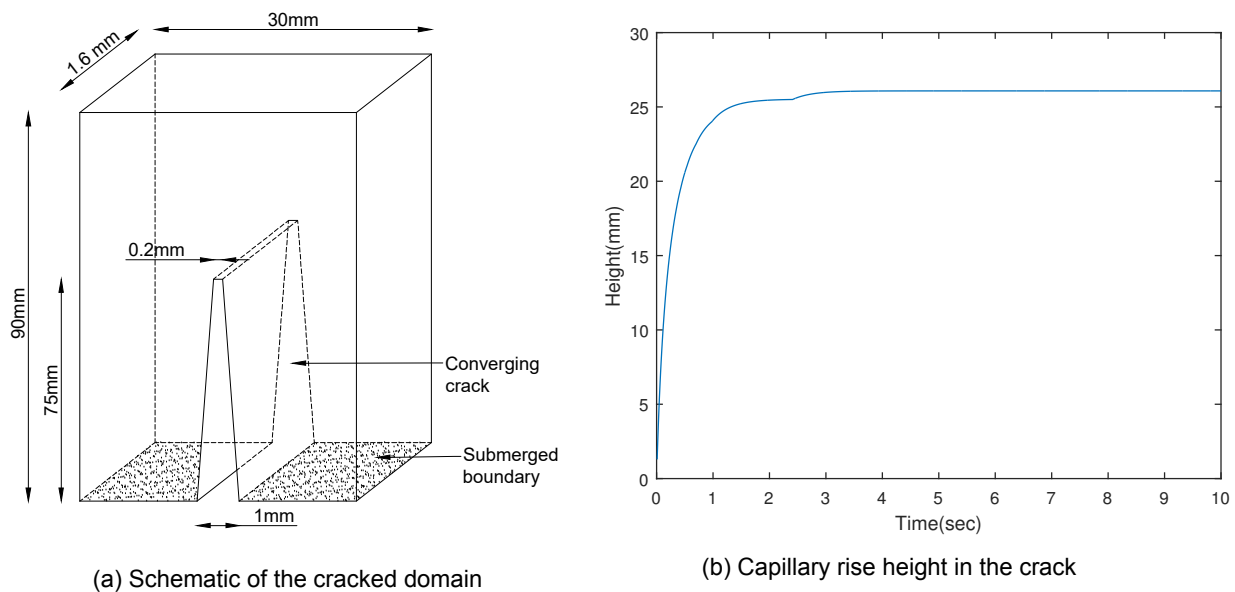 30mm
1.6 mm
90mm
0.2mm
75mm
Converging
crack
Submerged
boundary
1mm
(a) Schematic of the cracked domain
30
25
20
15
10
5
0
Height(mm)
0 1 2 3 4 5 6 7 8 9 10
Time(sec)
(b) Capillary rise height in the crack